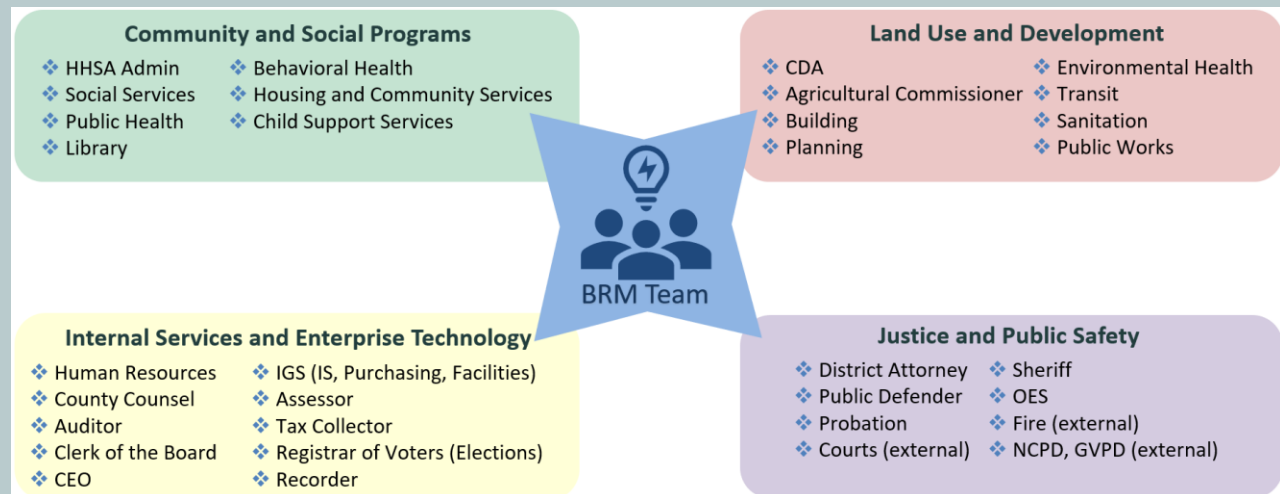 Community and Social Programs
HHSA Admin
Social Services
Public Health
Library
Behavioral Health
Housing and Community Services
Child Support Services
Land Use and Development
CDA
Agricultural Commissioner
Building
Planning
Environmental Health
Transit
Sanitation
Public Works
BRM Team
Internal Services and Enterprise Technology
Human Resources
County Counsel
Auditor
Clerk of the Board
CEO
IGS (IS, Purchasing, Facilities)
Assessor
Tax Collector
Registrar of Voters (Elections)
Recorder
Justice and Public Safety
District Attorney
Public Defender
Probation
Courts (external)
Sheriff
OES
Fire (external)
NCPD, GVPD (external)